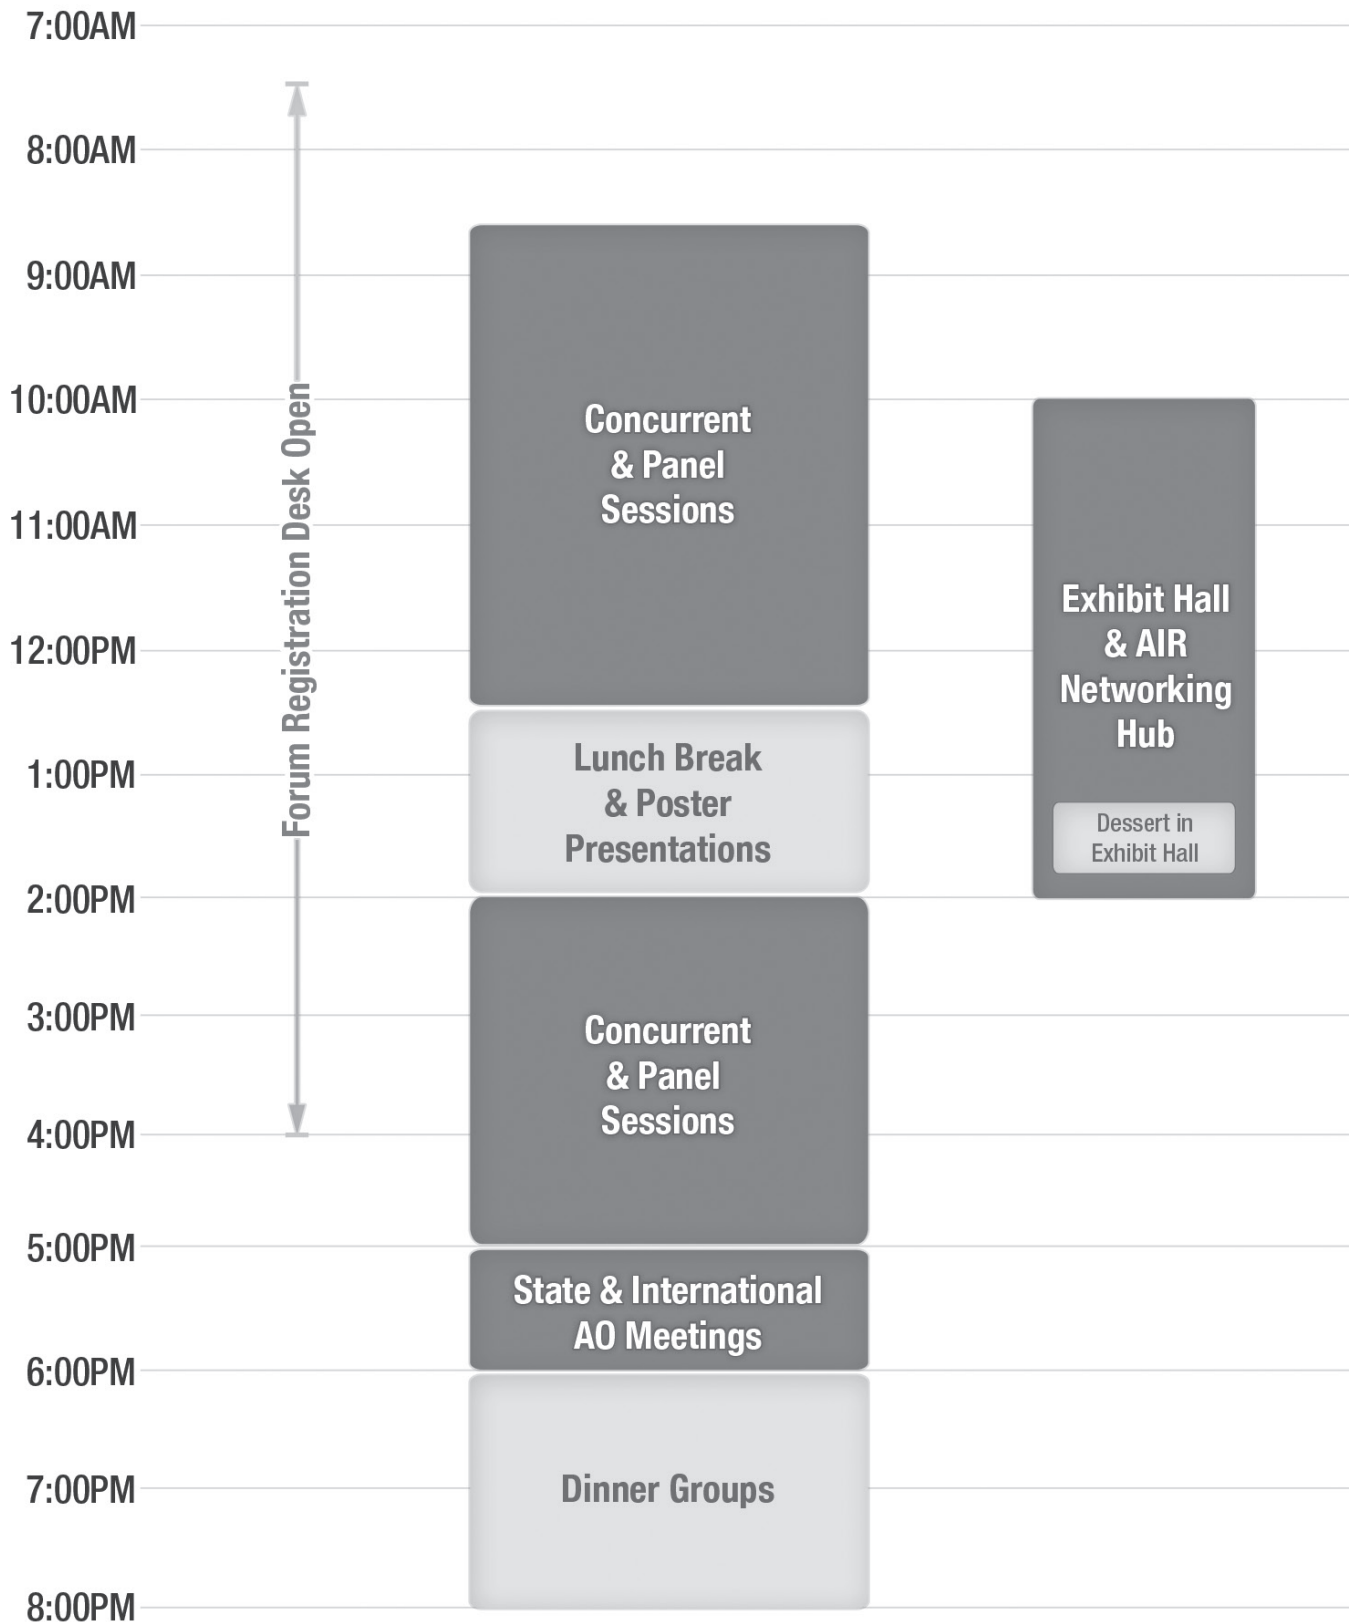 7:00AM
8:00AM
9:00AM
10:00AM
11:00AM
12:00PM
1:00PM
2:00PM
3:00PM
4:00PM
5:00PM
6:00PM
7:00PM
8:00PM
Forum Registration Desk Open
Concurrent
& Panel
Sessions
Lunch Break
& Poster
Presentations
Concurrent
& Panel
Sessions
State & International
AO Meetings
Dinner Groups
Exhibit Hall
& AIR
Networking
Hub
Dessert in
Exhibit Hall